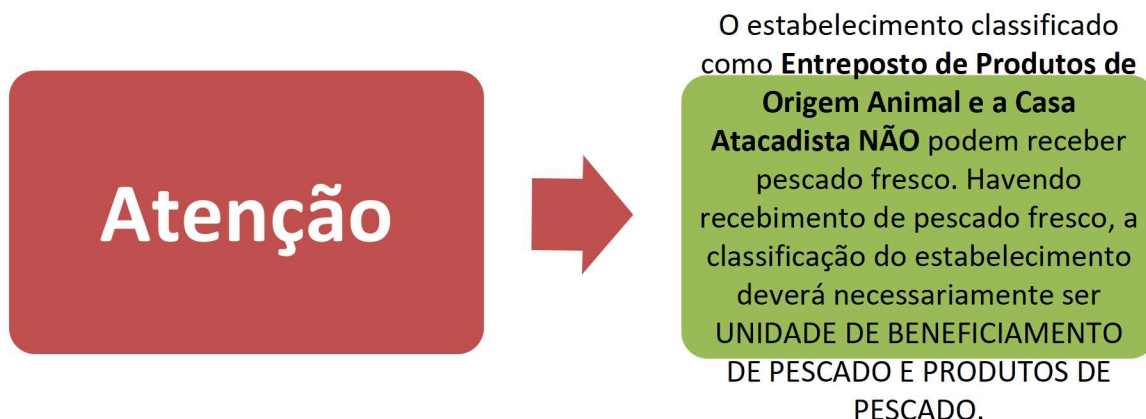 Atenção
O estabelecimento classificado
como Entreposto de Produtos de
Origem Animal e a Casa
Atacadista NÃO podem receber
pescado fresco. Havendo
recebimento de pescado fresco, a
classificação do estabelecimento
deverá necessariamente ser
UNIDADE DE BENEFICIAMENTO
DE PESCADO E PRODUTOS DE
PESCADO.